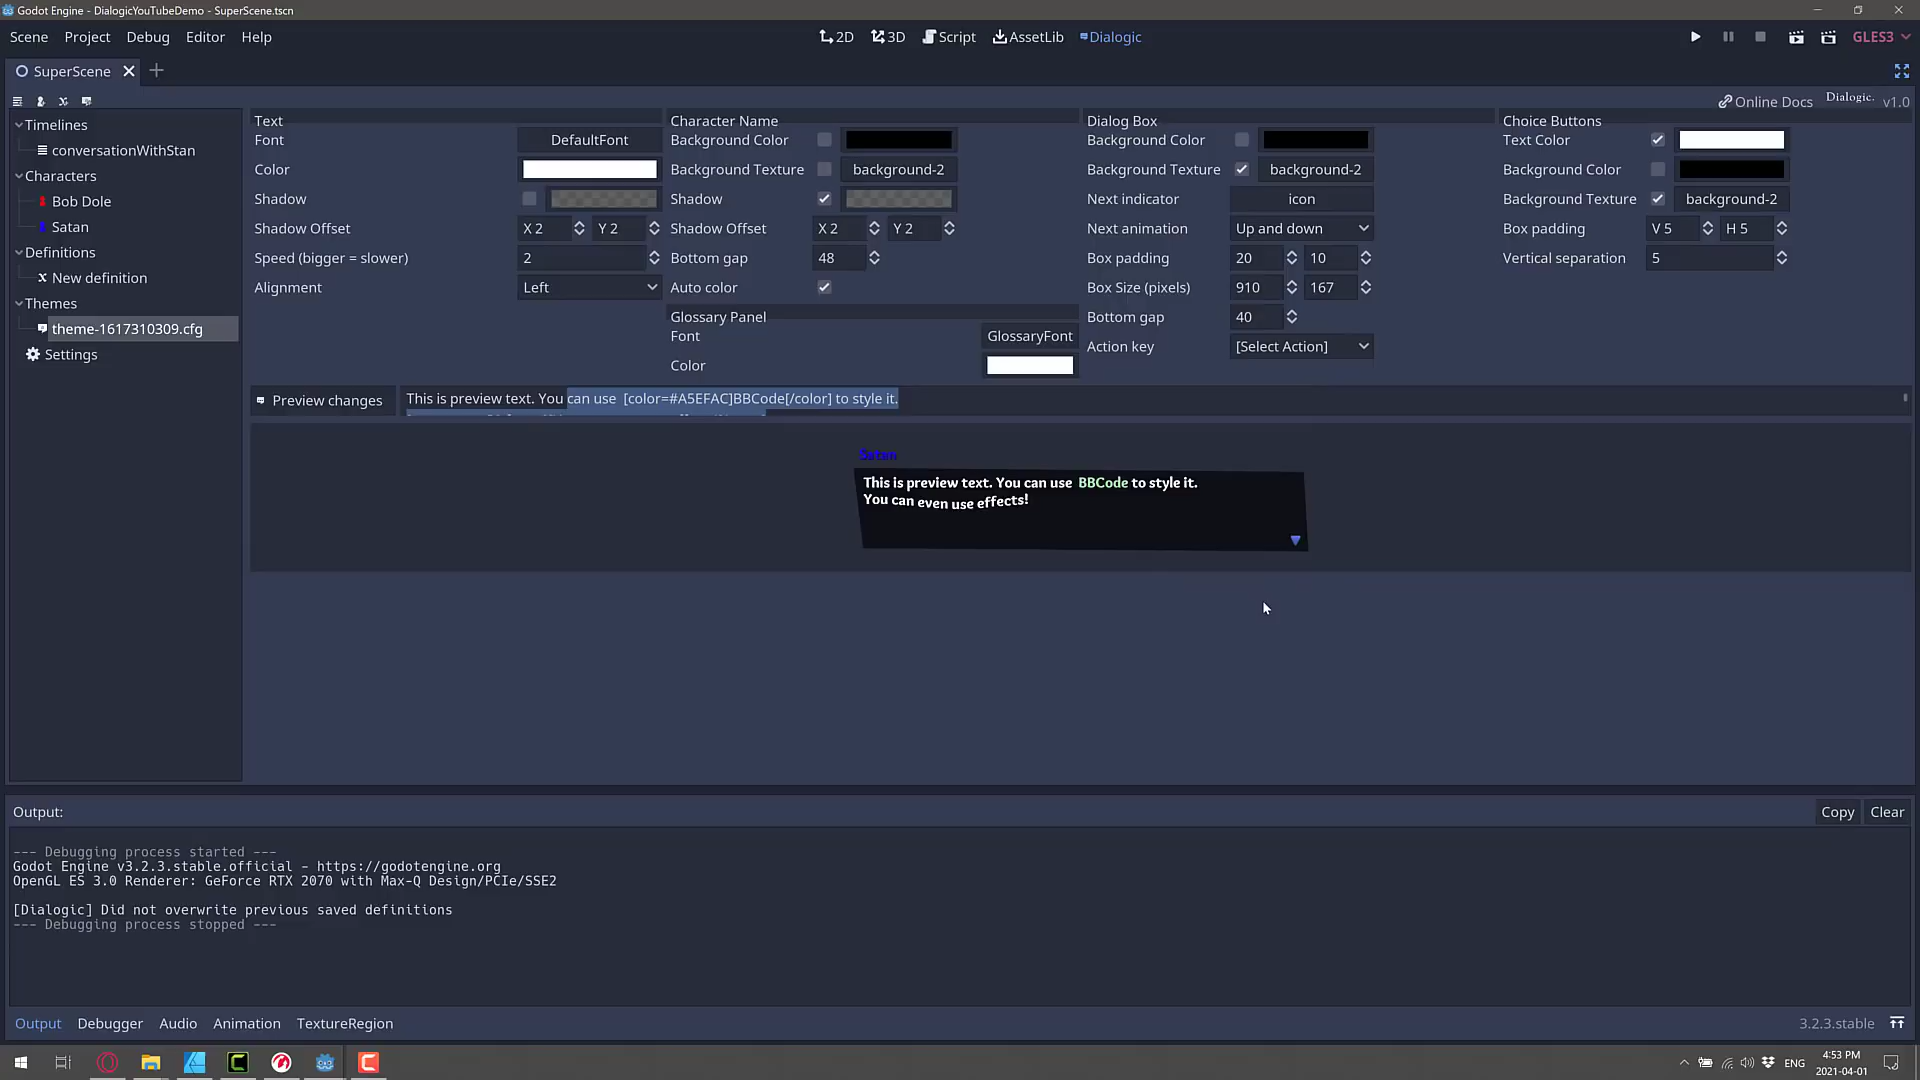 Godot Engine - DialogicYouTubeDemo - SuperScene.tscn
Scene Project Debug Editor Help
2D 3D Script AssetLib Dialogic
GLES3
SuperScene
Online Docs Dialogic. v1.0
Timelines
conversationWithStan
Characters
Bob Dole
Satan
Definitions
New definition
Themes
theme-1617310309.cfg
Settings
Text
Font DefaultFont
Color
Shadow
Shadow Offset X 2 Y 2
Speed (bigger = slower) 2
Alignment Left
Character Name
Background Color
Background Texture background-2
Shadow
Shadow Offset X 2 Y 2
Bottom gap 48
Auto color
Glossary Panel
Font GlossaryFont
Color
Dialog Box
Background Color
Background Texture background-2
Next indicator icon
Next animation Up and down
Box padding 20 10
Box Size (pixels) 910 167
Bottom gap 40
Action key [Select Action]
Choice Buttons
Text Color
Background Color
Background Texture background-2
Box padding V 5 H 5
Vertical separation 5
Preview changes
This is preview text. You can use [color=#A5EFAC]BBCode[/color] to style it.
Satan
This is preview text. You can use BBCode to style it.
You can even use effects!
Output:
Copy Clear
--- Debugging process started ---
Godot Engine v3.2.3.stable.official - https://godotengine.org
OpenGL ES 3.0 Renderer: GeForce RTX 2070 with Max-Q Design/PCIe/SSE2
[Dialogic] Did not overwrite previous saved definitions
--- Debugging process stopped ---
Output Debugger Audio Animation TextureRegion
3.2.3.stable
ENG
4:53 PM
2021-04-01